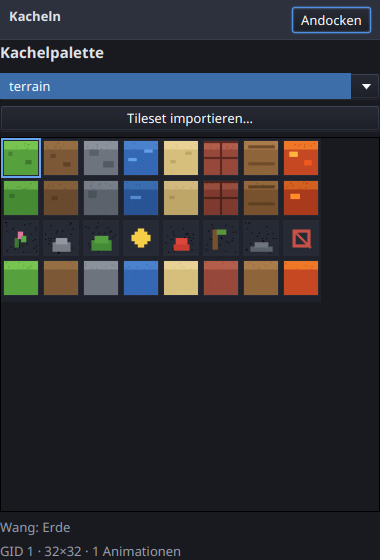 Kacheln
Andocken
Kachelpalette
terrain
Tileset importieren...
Wang: Erde
GID 1 · 32×32 · 1 Animationen